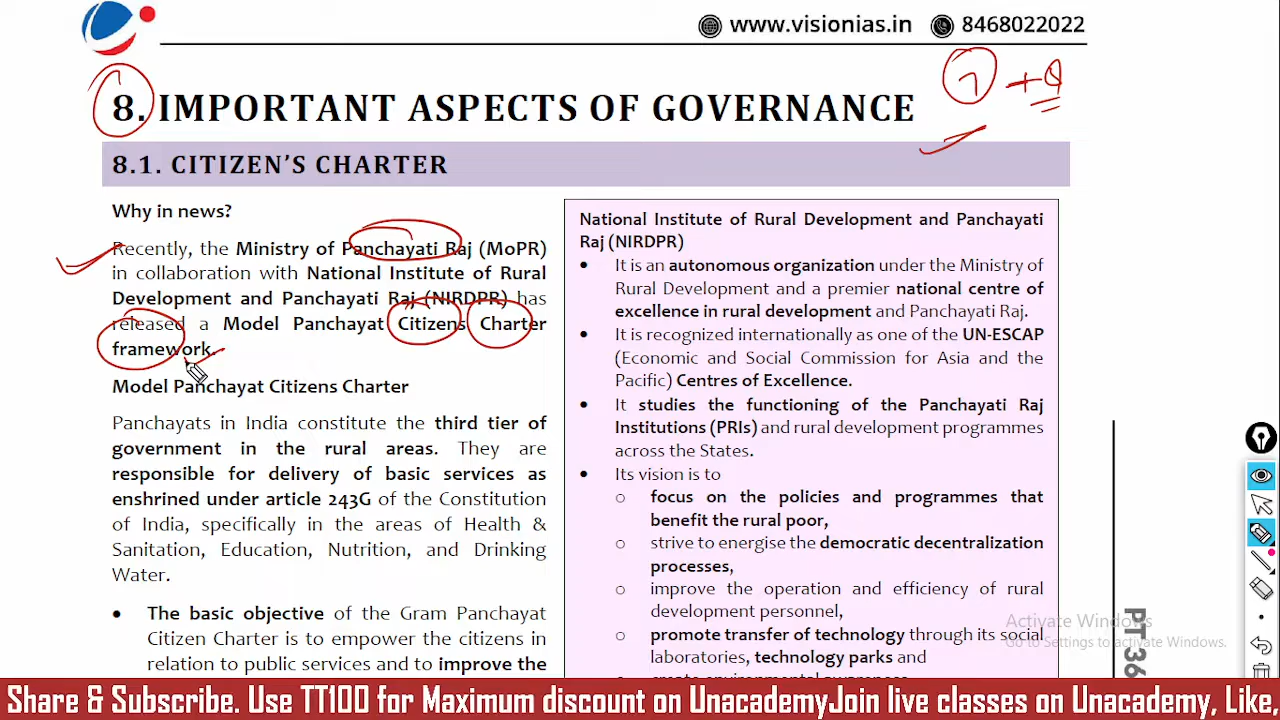 www.visionias.in 8468022022
7 + Q
8. IMPORTANT ASPECTS OF GOVERNANCE
8.1. CITIZEN'S CHARTER
Why in news?
Recently, the Ministry of Panchayati Raj (MoPR)
in collaboration with National Institute of Rural
Development and Panchayati Raj (NIRDPR) has
released a Model Panchayat Citizens Charter
framework.
Model Panchayat Citizens Charter
Panchayats in India constitute the third tier of
government in the rural areas. They are
responsible for delivery of basic services as
enshrined under article 243G of the Constitution
of India, specifically in the areas of Health &
Sanitation, Education, Nutrition, and Drinking
Water.
• The basic objective of the Gram Panchayat
Citizen Charter is to empower the citizens in
relation to public services and to improve the
National Institute of Rural Development and Panchayati
Raj (NIRDPR)
• It is an autonomous organization under the Ministry of
Rural Development and a premier national centre of
excellence in rural development and Panchayati Raj.
• It is recognized internationally as one of the UN-ESCAP
(Economic and Social Commission for Asia and the
Pacific) Centres of Excellence.
• It studies the functioning of the Panchayati Raj
Institutions (PRIs) and rural development programmes
across the States.
• Its vision is to
o focus on the policies and programmes that
benefit the rural poor,
o strive to energise the democratic decentralization
processes,
o improve the operation and efficiency of rural
development personnel,
o promote transfer of technology through its social
laboratories, technology parks and
create environmental awareness
PT 36
Activate Windows
Go to Settings to activate Windows.
Share & Subscribe. Use TT10D for Maximum discount on UnacademyJoin live classes on Unacademy, Like,